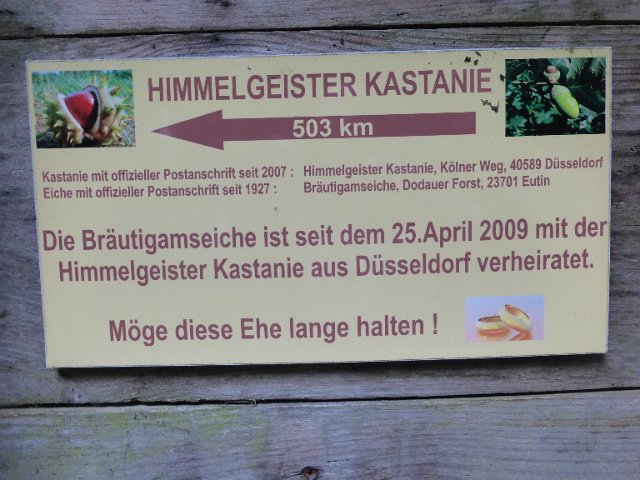 HIMMELGEISTER KASTANIE
503 km
Kastanie mit offizieller Postanschrift seit 2007 : Himmelgeister Kastanie, Kölner Weg, 40589 Düsseldorf
Eiche mit offizieller Postanschrift seit 1927 : Bräutigamseiche, Dodauer Forst, 23701 Eutin
Die Bräutigamseiche ist seit dem 25.April 2009 mit der
Himmelgeister Kastanie aus Düsseldorf verheiratet.
Möge diese Ehe lange halten !